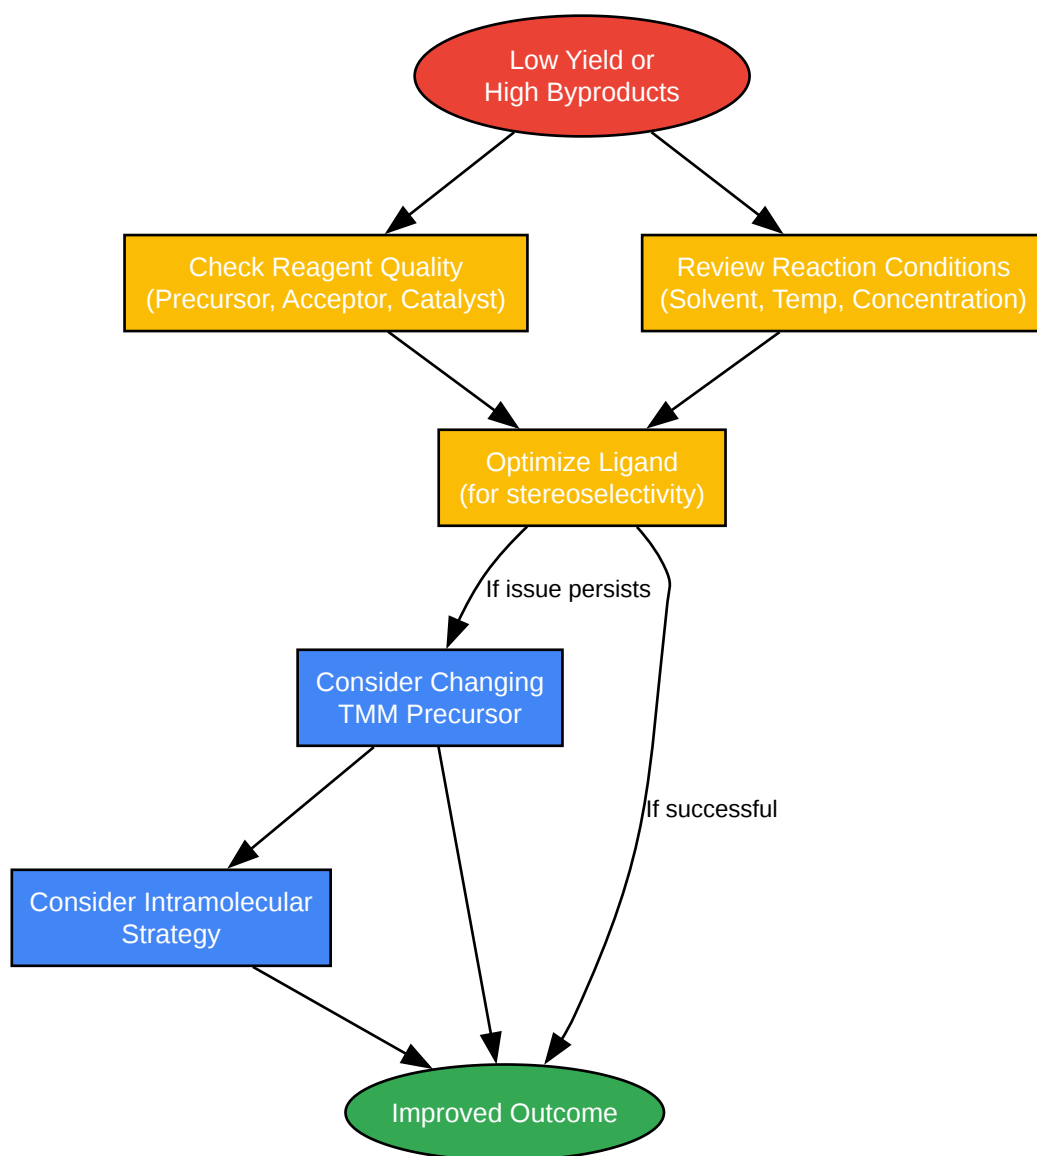 Low Yield or
High Byproducts
Check Reagent Quality
(Precursor, Acceptor, Catalyst)
Review Reaction Conditions
(Solvent, Temp, Concentration)
Optimize Ligand
(for stereoselectivity)
If issue persists
Consider Changing
TMM Precursor
If successful
Consider Intramolecular
Strategy
Improved Outcome